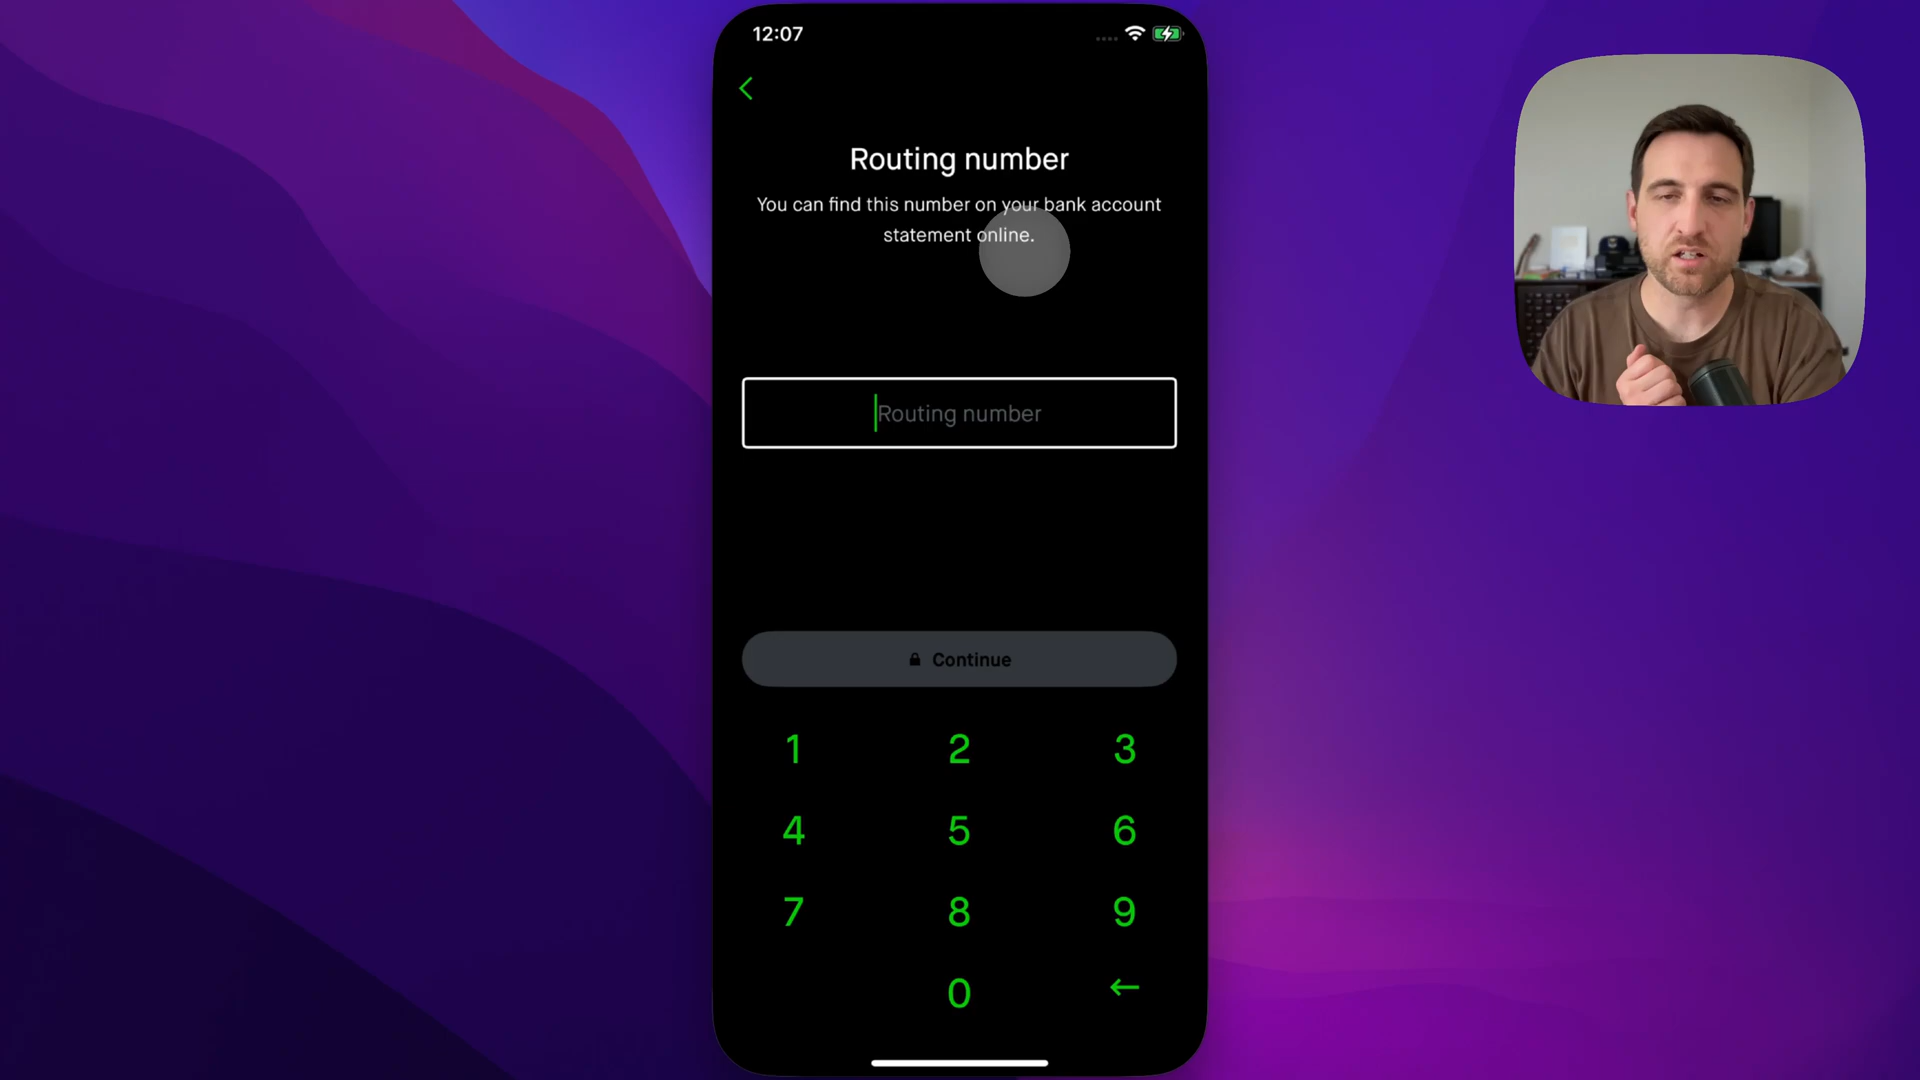 12:07
Routing number
You can find this number on your bank account
statement online.
Routing number
Continue
1 2 3
4 5 6
7 8 9
0